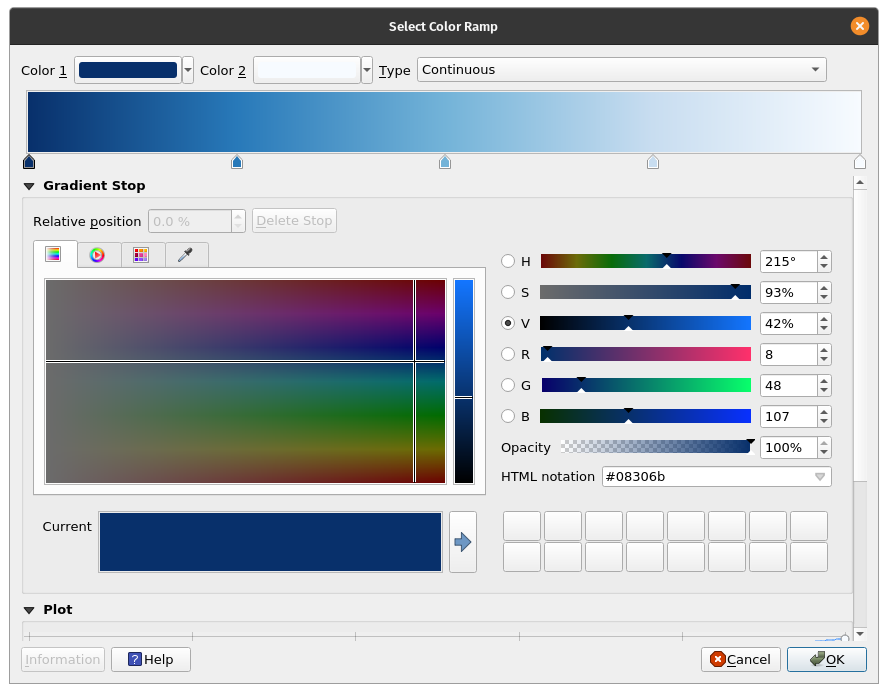 Select Color Ramp
Color 1 Color 2 Type Continuous
Gradient Stop
Relative position 0.0 % Delete Stop
H 215°
S 93%
V 42%
R 8
G 48
B 107
Opacity 100%
HTML notation #08306b
Current
Plot
Information ? Help Cancel OK